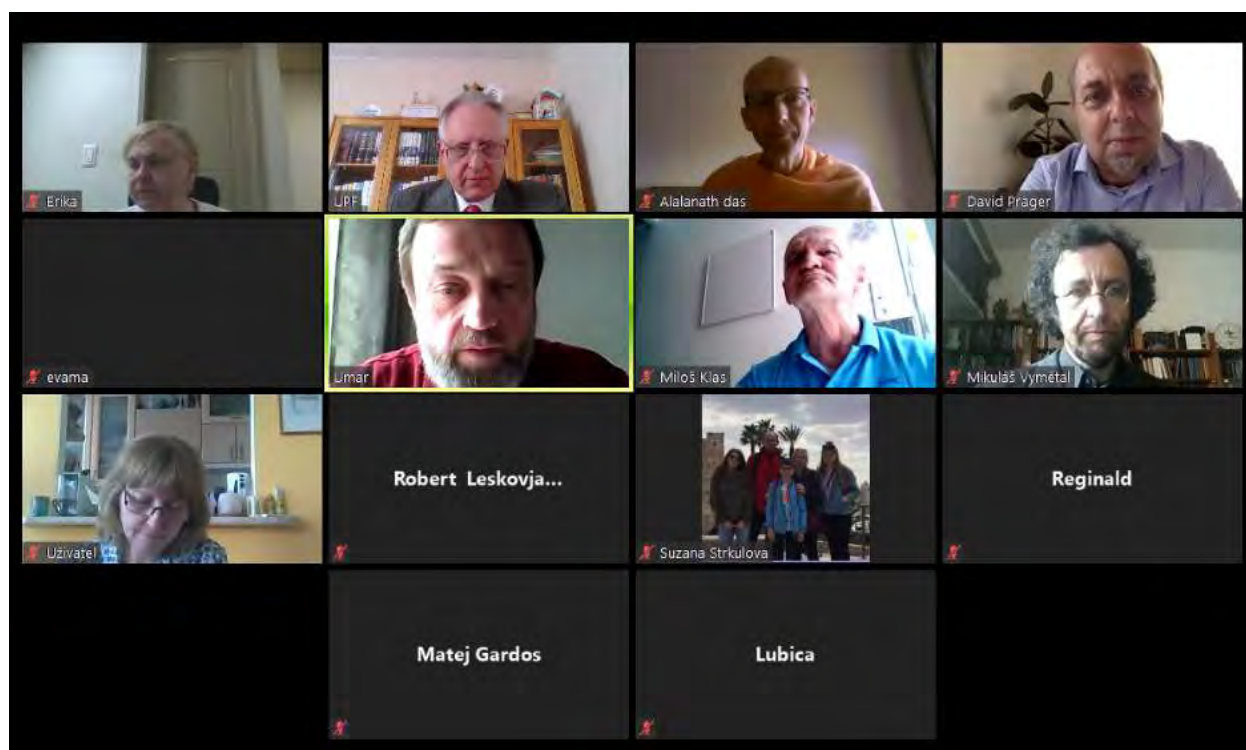 Erika
UPF
Alalanath das
David Prager
evama
Umar
Miloš Klas
Mikuláš Vymětal
Uživatel
Robert Leskovja...
Suzana Strkulova
Reginald
Matej Gardos
Lubica